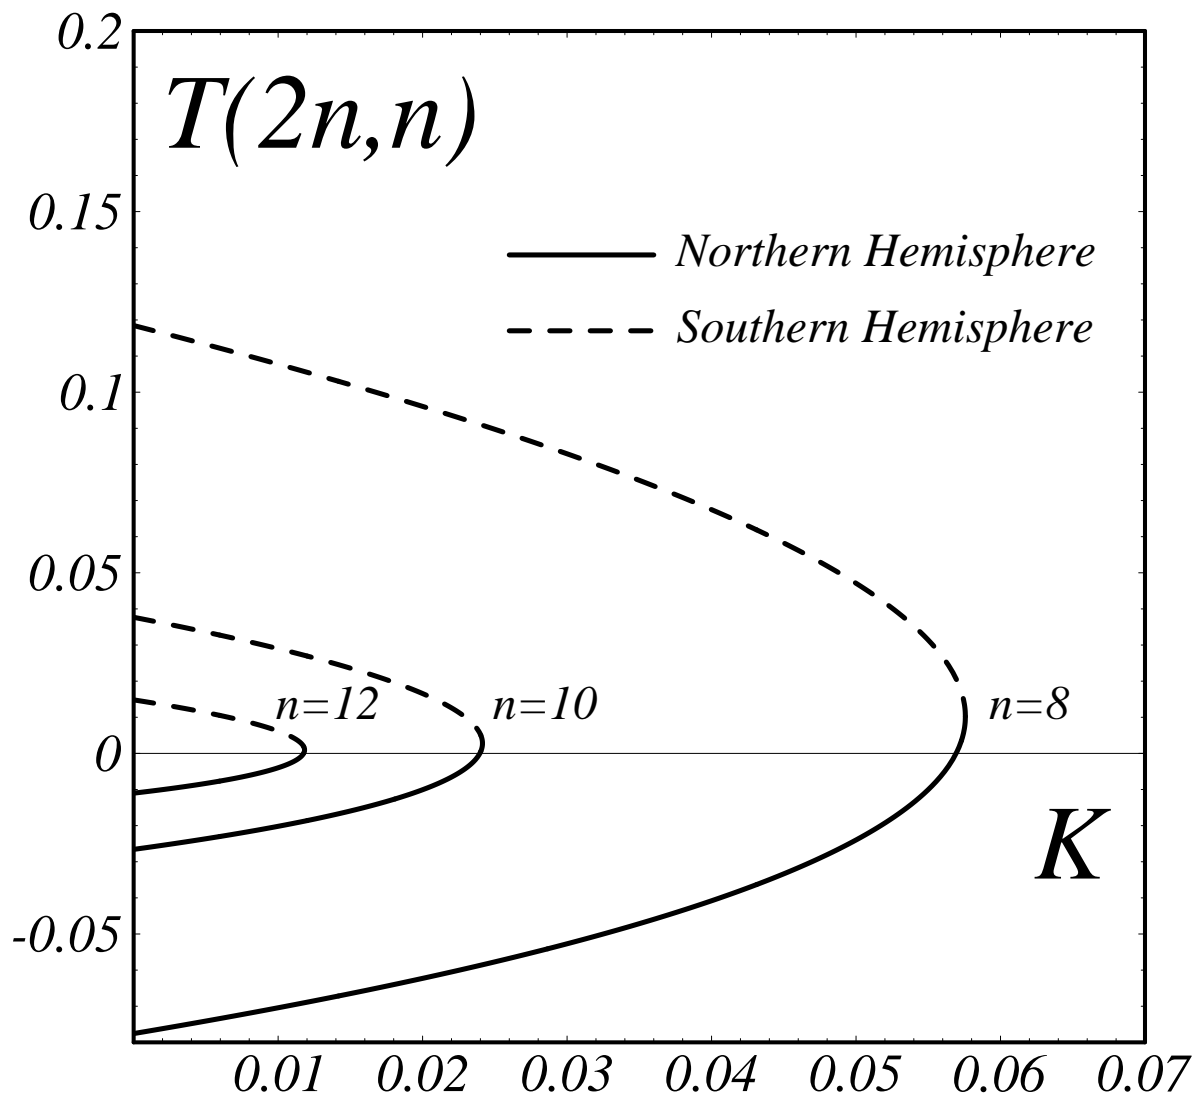 0.2
T(2n,n)
0.15
Northern Hemisphere
Southern Hemisphere
0.1
0.05
n=12 n=10 n=8
0
K
-0.05
0.01 0.02 0.03 0.04 0.05 0.06 0.07